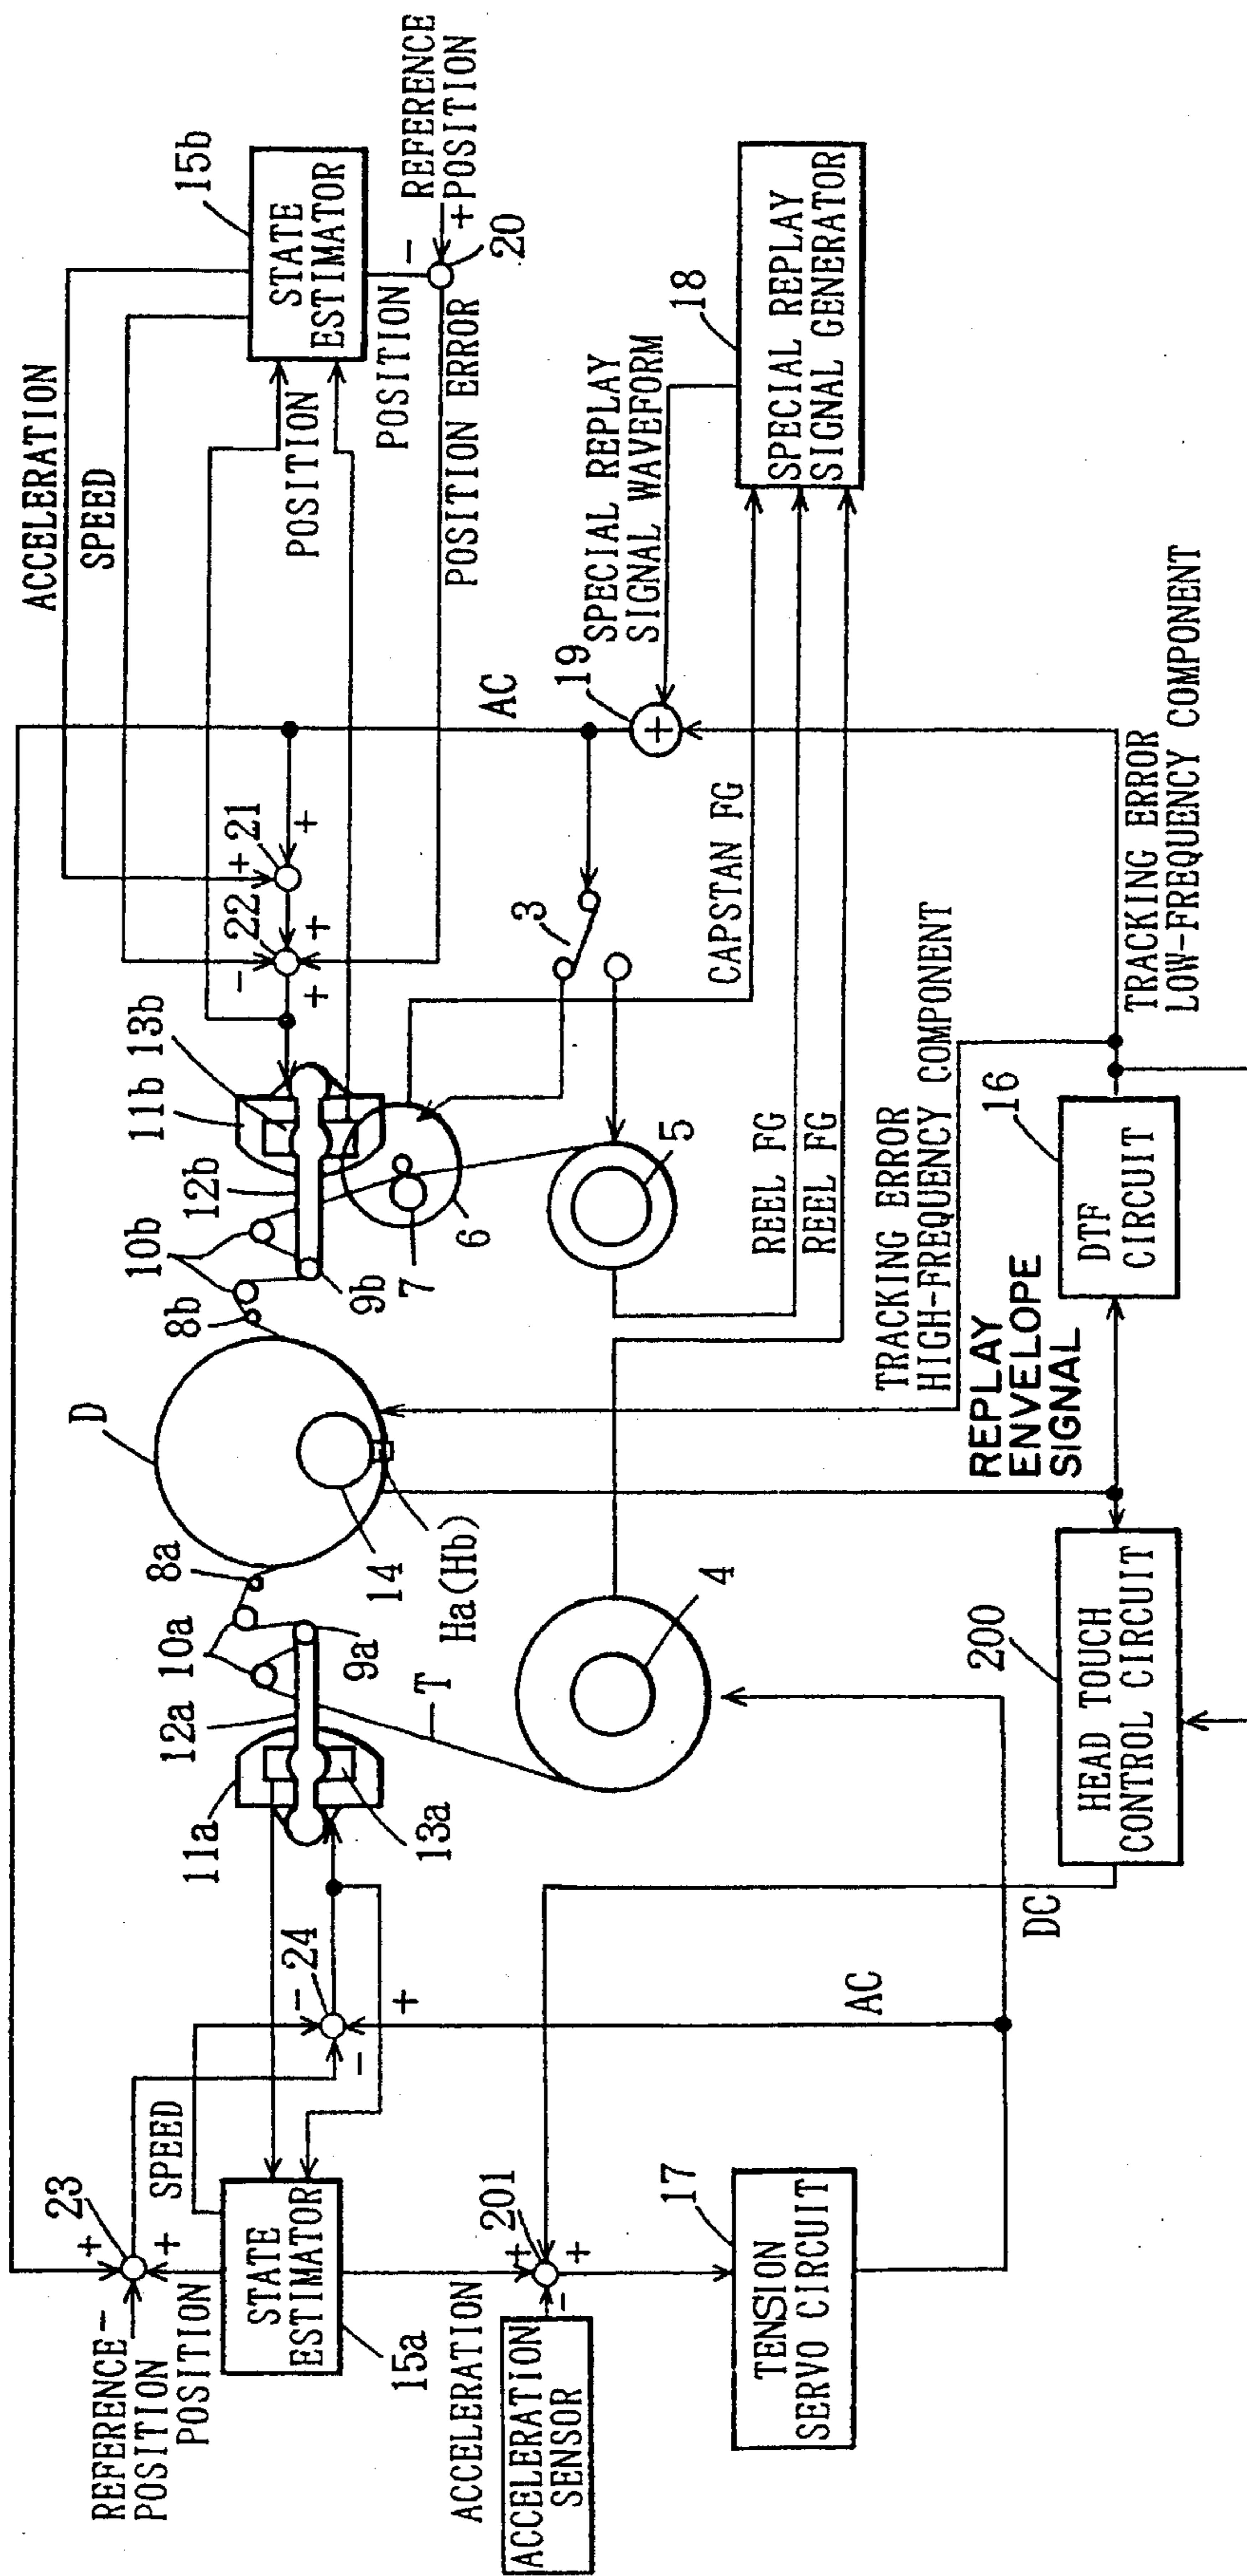 ACCELERATION
SPEED
POSITION
STATE
ESTIMATOR
15b
POSITION
-
REFERENCE
+POSITION
20
POSITION ERROR
SPECIAL REPLAY
SIGNAL WAVEFORM
18
SPECIAL REPLAY
SIGNAL GENERATOR
AC
19
+
21
+
+
22
-
+
+
3
CAPSTAN FG
11b
13b
12b
10b
8b
9b
7
6
5
REEL FG
REEL FG
TRACKING ERROR
HIGH-FREQUENCY COMPONENT
TRACKING ERROR
LOW-FREQUENCY COMPONENT
16
DTF
CIRCUIT
REPLAY
ENVELOPE
SIGNAL
D
14
Ha(Hb)
8a
10a
9a
12a
T
11a
13a
4
200
HEAD TOUCH
CONTROL CIRCUIT
DC
AC
24
-
-
+
23
+
+
-
SPEED
REFERENCE
POSITION
POSITION
STATE
ESTIMATOR
15a
ACCELERATION
201
+
+
-
ACCELERATION
SENSOR
17
TENSION
SERVO CIRCUIT